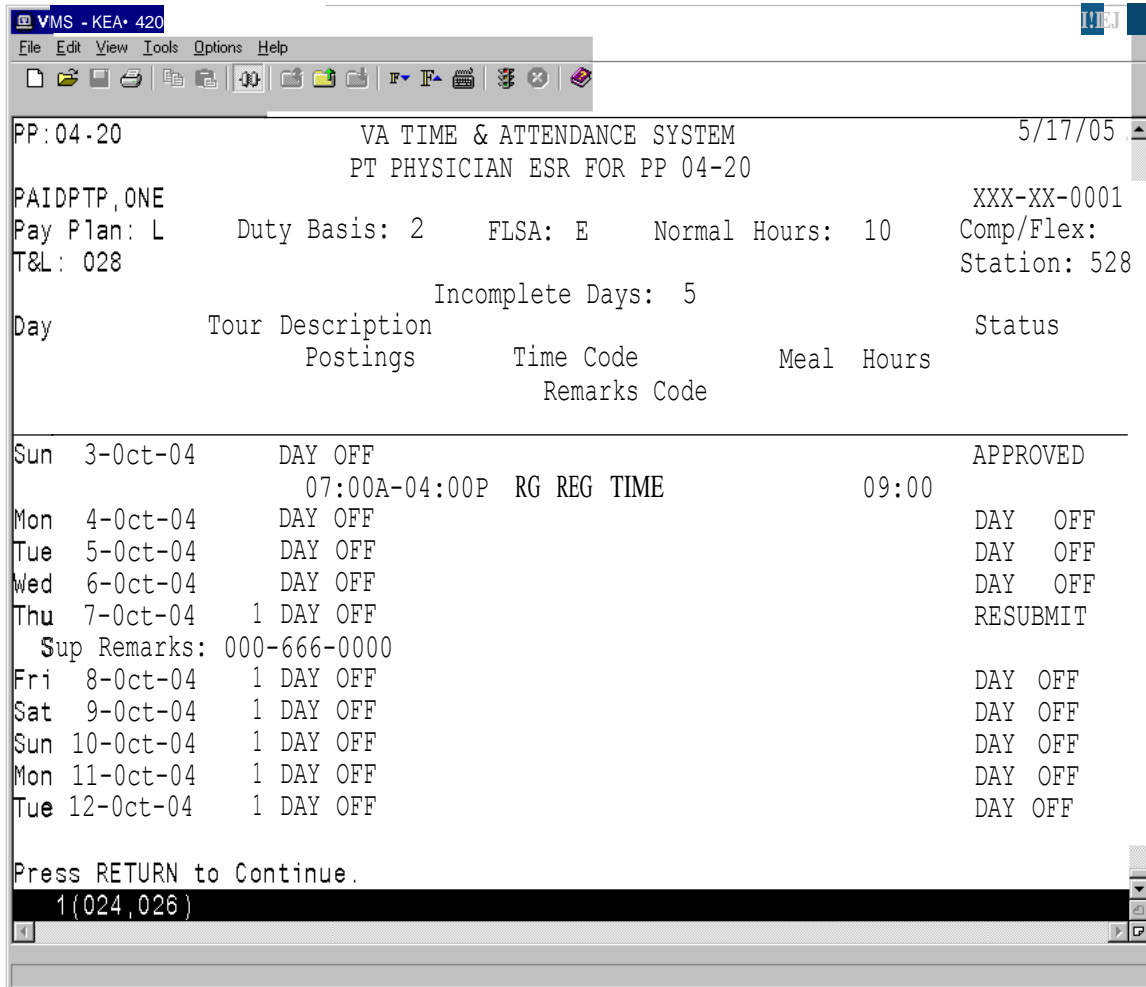 VMS - KEA• 420
File Edit View Tools Options Help
PP:04-20 VA TIME & ATTENDANCE SYSTEM 5/17/05
PT PHYSICIAN ESR FOR PP 04-20
PAIDPTP,ONE XXX-XX-0001
Pay Plan: L Duty Basis: 2 FLSA: E Normal Hours: 10 Comp/Flex:
T&L: 028 Station: 528
Incomplete Days: 5
Day Tour Description Status
Postings Time Code Meal Hours
Remarks Code
Sun 3-Oct-04 DAY OFF APPROVED
07:00A-04:00P RG REG TIME 09:00
Mon 4-Oct-04 DAY OFF DAY OFF
Tue 5-Oct-04 DAY OFF DAY OFF
Wed 6-Oct-04 DAY OFF DAY OFF
Thu 7-Oct-04 1 DAY OFF RESUBMIT
Sup Remarks: 000-666-0000
Fri 8-Oct-04 1 DAY OFF DAY OFF
Sat 9-Oct-04 1 DAY OFF DAY OFF
Sun 10-Oct-04 1 DAY OFF DAY OFF
Mon 11-Oct-04 1 DAY OFF DAY OFF
Tue 12-Oct-04 1 DAY OFF DAY OFF
Press RETURN to Continue.
1(024,026)